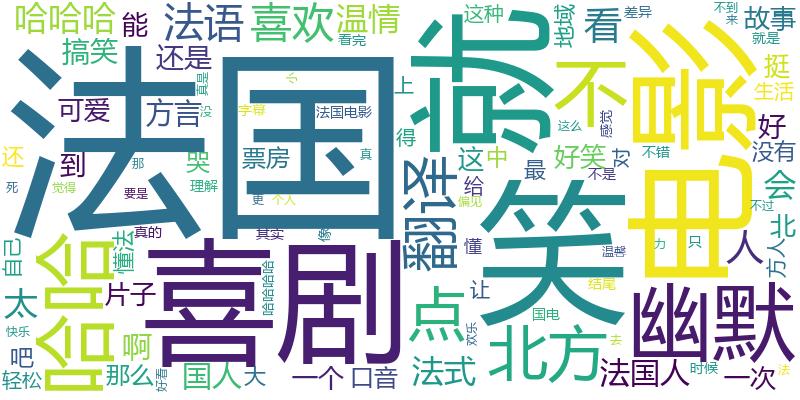 哈哈哈
能
法语
喜欢
温情
这种
地域
看
差异
不到
来
故事
就是
搞笑
还是
看完
真是
小
就
不
电影
挺
生活
法国
可爱
方言
没
字幕
法国电影
上
得
这么
感觉
好
没有
还
到
哭
票房
真
这
中
最
好笑
对
不错
会
死
觉得
那
理解
要是
更
个人
翻译
给
偏见
笑
不是
不过
北
自己
哈哈
懂法
真的
其实
像
懂
温馨
力
只
人
方人
太
片子
喜剧
哈哈哈哈
点
让
国电
结尾
幽默
快乐
吧
啊
欢乐
北方
去
轻松
那么
好看
国人
大
一个
口音
法式
法国人
时候
一次
法